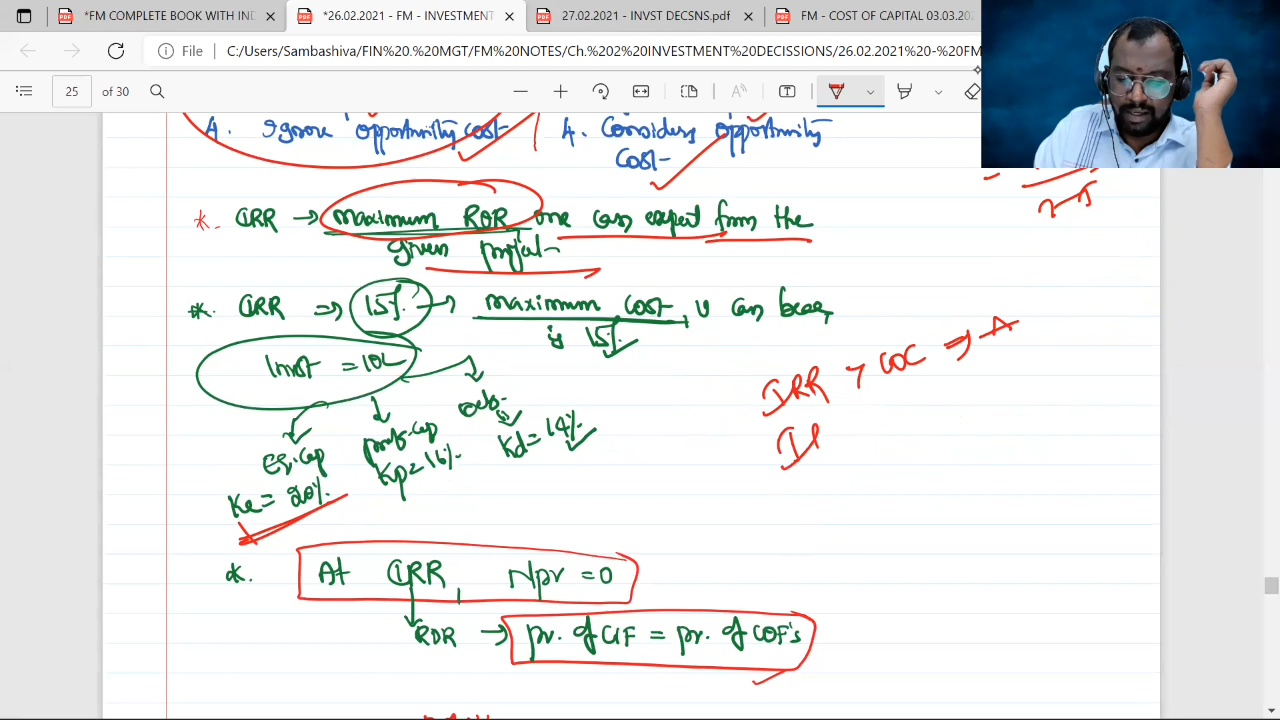 *FM COMPLETE BOOK WITH IND
*26.02.2021 - FM - INVESTMENT
27.02.2021 - INVST DECSNS.pdf
FM - COST OF CAPITAL 03.03.20
File
C:/Users/Sambashiva/FIN%20.%20MGT/FM%20NOTES/Ch.%202%20INVESTMENT%20DECISSIONS/26.02.2021%20-%20FM
25 of 30
4. Ignore opportunity cost
4. Considers opportunity
cost
*. IRR → maximum ROR one can expect from the
given project
*. IRR ⇒ 15% → maximum cost, u can bear,
is 15%
Inst = 10L
Eq.cap
Ke = 20%
pref.cap
Kp = 16%
Kd = 14%
IRR > COC ⇒ A
IR
*. At IRR, NPV = 0
RDR → pv. of CIF = pv. of COF's